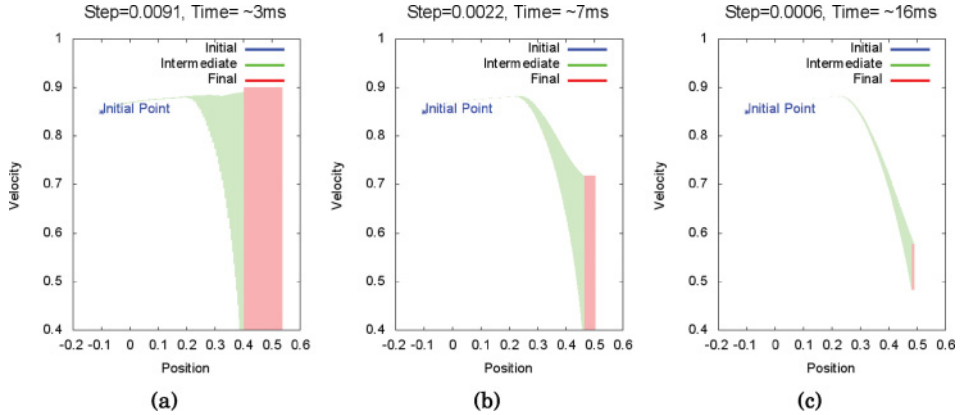 Step=0.0091, Time= ~3ms
1
Initial
Intermediate
Final
0.9
Initial Point
0.8
0.7
0.6
0.5
0.4
Velocity
-0.2 -0.1 0 0.1 0.2 0.3 0.4 0.5 0.6
Position
(a)
Step=0.0022, Time= ~7ms
1
Initial
Intermediate
Final
0.9
Initial Point
0.8
0.7
0.6
0.5
0.4
Velocity
-0.2 -0.1 0 0.1 0.2 0.3 0.4 0.5 0.6
Position
(b)
Step=0.0006, Time= ~16ms
1
Initial
Intermediate
Final
0.9
Initial Point
0.8
0.7
0.6
0.5
0.4
Velocity
-0.2 -0.1 0 0.1 0.2 0.3 0.4 0.5 0.6
Position
(c)